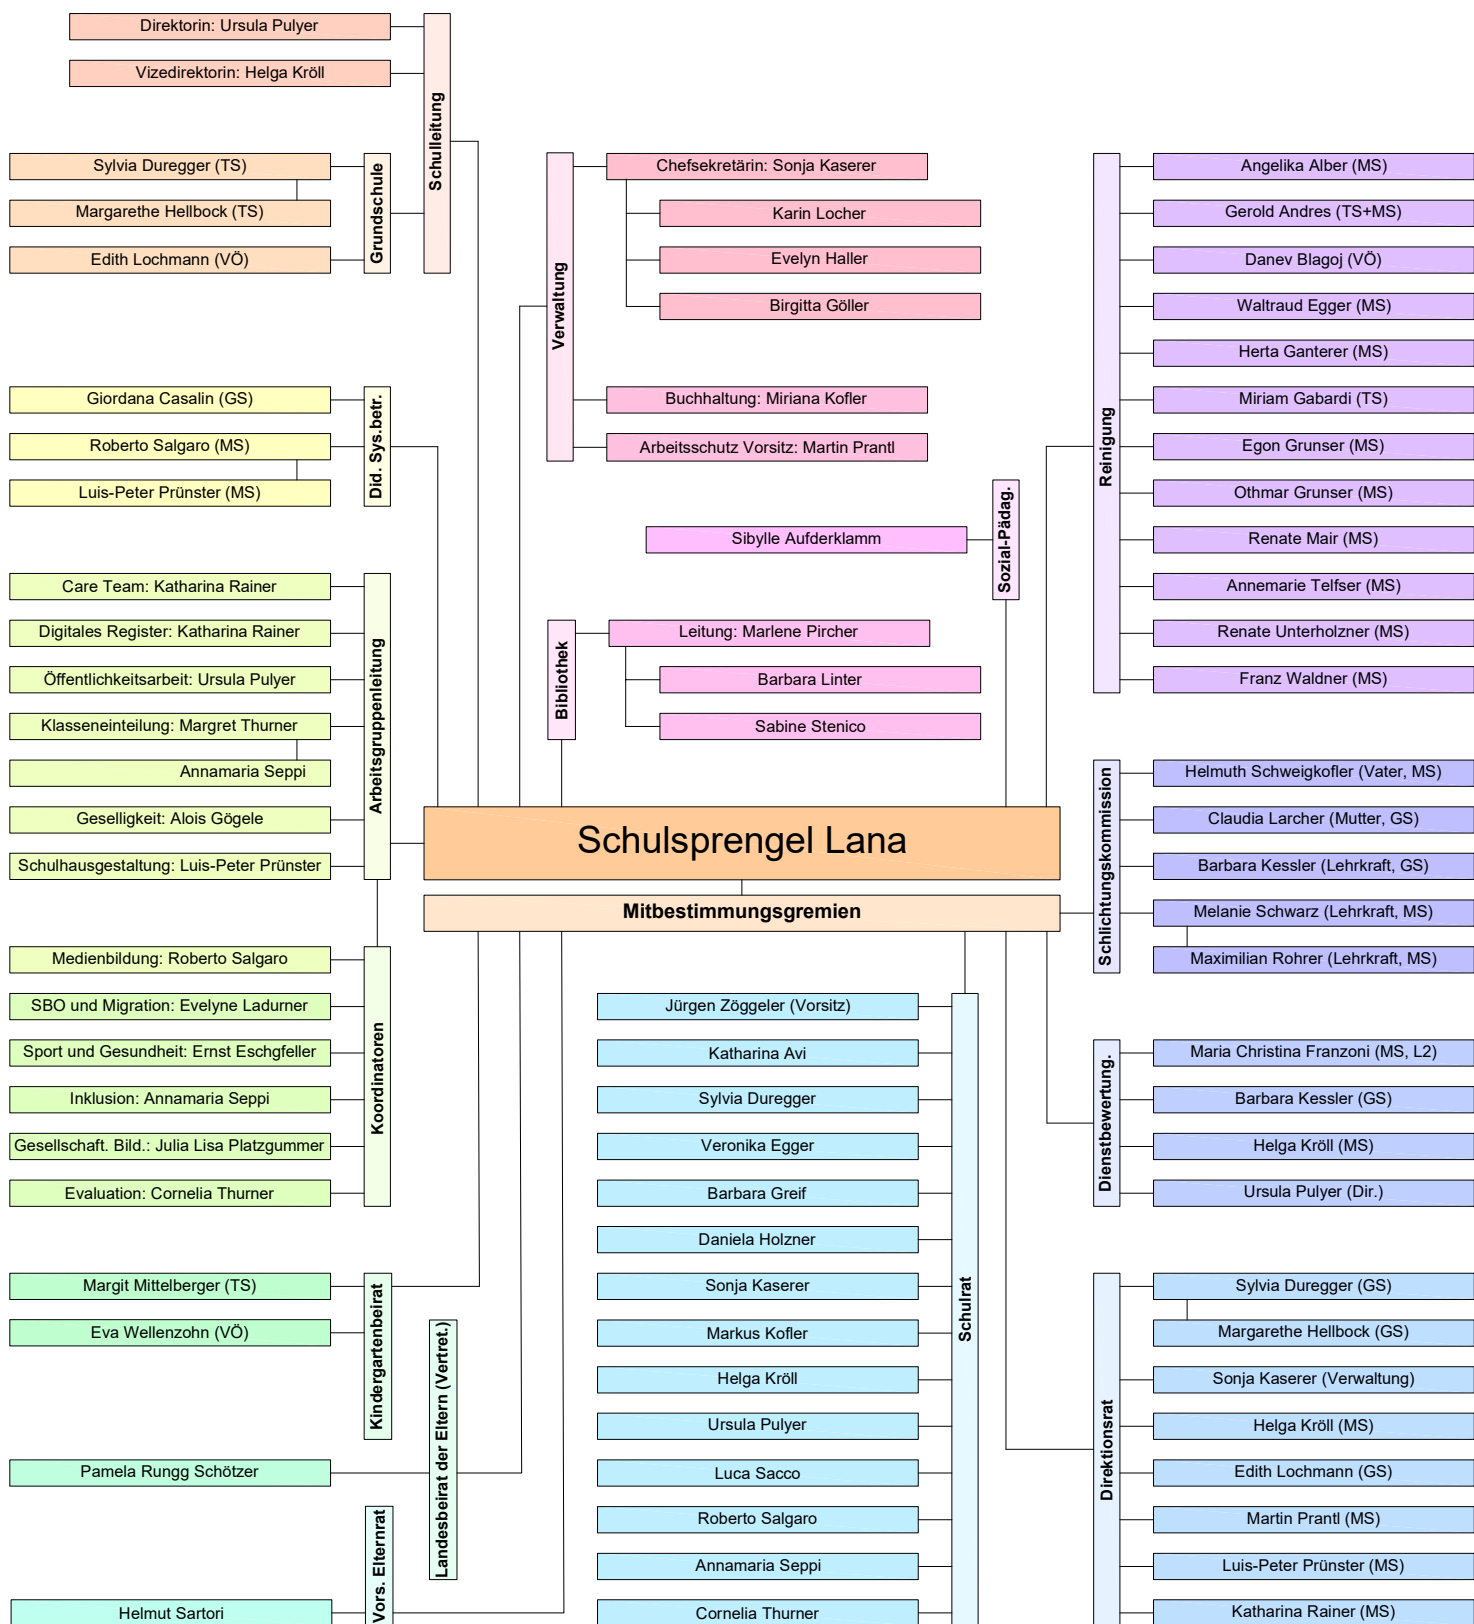 Direktorin: Ursula Pulyer
Vizedirektorin: Helga Kröll
Schulleitung
Sylvia Duregger (TS)
Margarethe Hellbock (TS)
Edith Lochmann (VÖ)
Grundschule
Giordana Casalin (GS)
Roberto Salgaro (MS)
Luis-Peter Prünster (MS)
Did. Sys.betr.
Care Team: Katharina Rainer
Digitales Register: Katharina Rainer
Öffentlichkeitsarbeit: Ursula Pulyer
Klasseneinteilung: Margret Thurner
Annamaria Seppi
Geselligkeit: Alois Gögele
Schulhausgestaltung: Luis-Peter Prünster
Arbeitsgruppenleitung
Medienbildung: Roberto Salgaro
SBO und Migration: Evelyne Ladurner
Sport und Gesundheit: Ernst Eschgfeller
Inklusion: Annamaria Seppi
Gesellschaft. Bild.: Julia Lisa Platzgummer
Evaluation: Cornelia Thurner
Koordinatoren
Margit Mittelberger (TS)
Eva Wellenzohn (VÖ)
Kindergartenbeirat
Pamela Rungg Schötzer
Landesbeirat der Eltern (Vertret.)
Helmut Sartori
Vors. Elternrat
Verwaltung
Chefsekretärin: Sonja Kaserer
Karin Locher
Evelyn Haller
Birgitta Göller
Buchhaltung: Miriana Kofler
Arbeitsschutz Vorsitz: Martin Prantl
Sibylle Aufderklamm
Sozial-Pädag.
Bibliothek
Leitung: Marlene Pircher
Barbara Linter
Sabine Stenico
Schulsprengel Lana
Mitbestimmungsgremien
Jürgen Zöggeler (Vorsitz)
Katharina Avi
Sylvia Duregger
Veronika Egger
Barbara Greif
Daniela Holzner
Sonja Kaserer
Markus Kofler
Helga Kröll
Ursula Pulyer
Luca Sacco
Roberto Salgaro
Annamaria Seppi
Cornelia Thurner
Schulrat
Reinigung
Angelika Alber (MS)
Gerold Andres (TS+MS)
Danev Blagoj (VÖ)
Waltraud Egger (MS)
Herta Ganterer (MS)
Miriam Gabardi (TS)
Egon Grunser (MS)
Othmar Grunser (MS)
Renate Mair (MS)
Annemarie Telfser (MS)
Renate Unterholzner (MS)
Franz Waldner (MS)
Schlichtungskommission
Helmuth Schweigkofler (Vater, MS)
Claudia Larcher (Mutter, GS)
Barbara Kessler (Lehrkraft, GS)
Melanie Schwarz (Lehrkraft, MS)
Maximilian Rohrer (Lehrkraft, MS)
Dienstbewertung.
Maria Christina Franzoni (MS, L2)
Barbara Kessler (GS)
Helga Kröll (MS)
Ursula Pulyer (Dir.)
Direktionsrat
Sylvia Duregger (GS)
Margarethe Hellbock (GS)
Sonja Kaserer (Verwaltung)
Helga Kröll (MS)
Edith Lochmann (GS)
Martin Prantl (MS)
Luis-Peter Prünster (MS)
Katharina Rainer (MS)